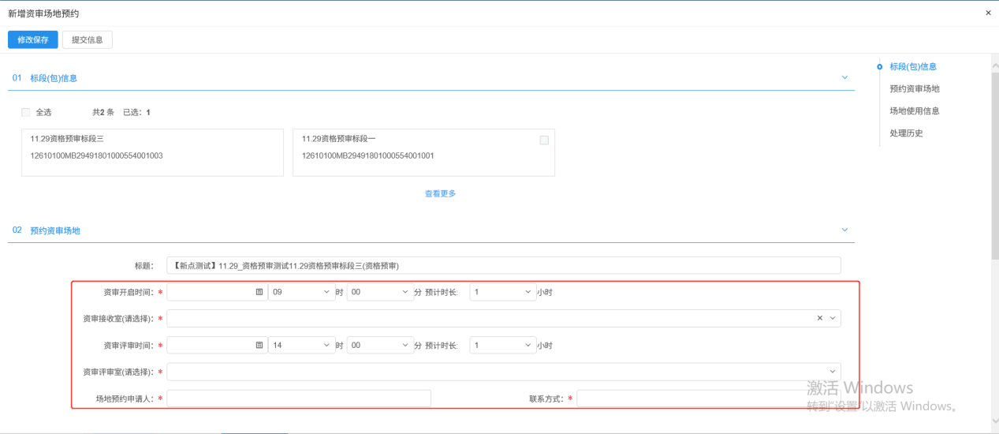 新增资审场地预约 ×
修改保存 提交信息
01 标段(包)信息
标段(包)信息
预约资审场地
场地使用信息
处理历史
全选 共2 条 已选：1
11.29资格预审标段三
12610100MB29491801000554001003
11.29资格预审标段一
12610100MB29491801000554001001
查看更多
02 预约资审场地
标题： 【新点测试】11.29_资格预审测试11.29资格预审标段三(资格预审)
资审开启时间：* 09 时 00 分 预计时长: 1 小时
资审接收室(请选择)：* ×
资审评审时间：* 14 时 00 分 预计时长: 1 小时
资审评审室(请选择)：*
场地预约申请人：* 联系方式：*
激活 Windows
转到“设置”以激活 Windows。